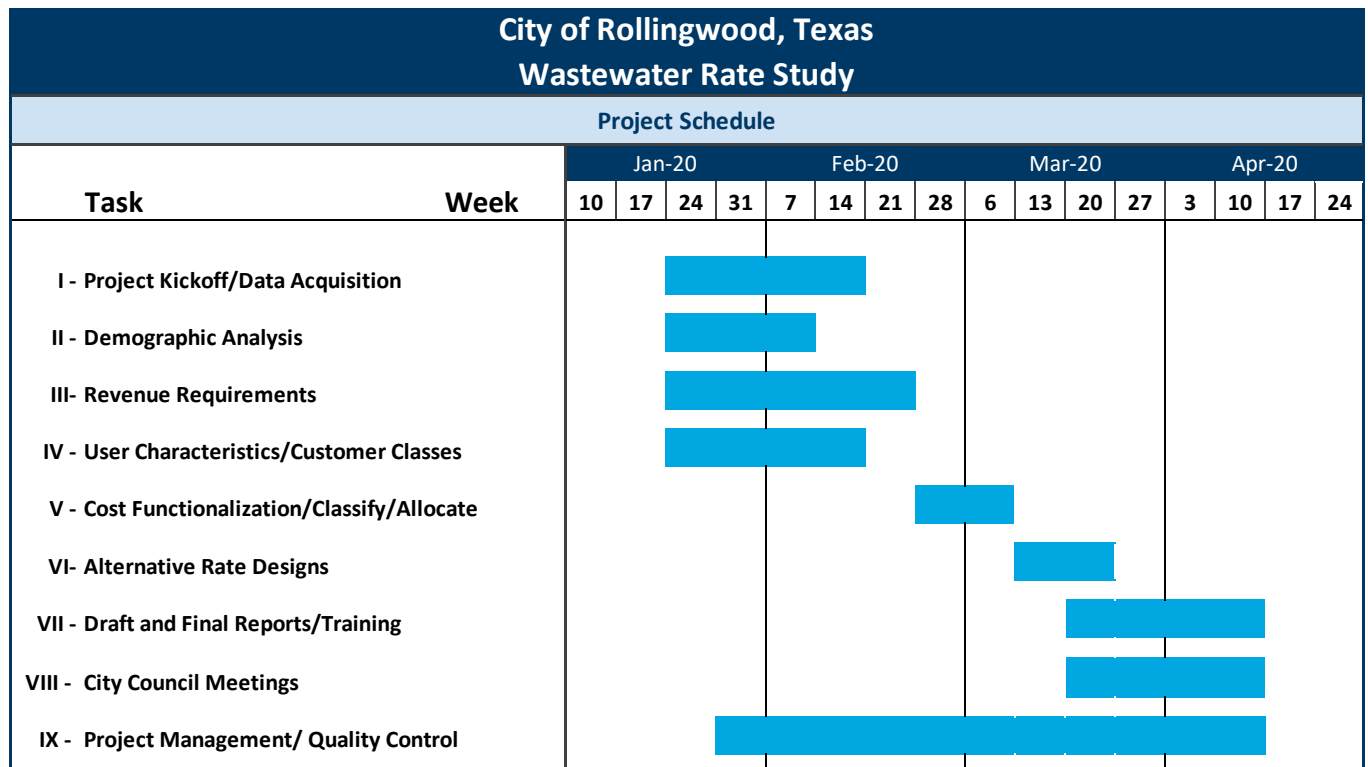 City of Rollingwood, Texas
Wastewater Rate Study
Project Schedule
Jan-20 Feb-20 Mar-20 Apr-20
Task Week 10 17 24 31 7 14 21 28 6 13 20 27 3 10 17 24
I - Project Kickoff/Data Acquisition
II - Demographic Analysis
III- Revenue Requirements
IV - User Characteristics/Customer Classes
V - Cost Functionalization/Classify/Allocate
VI- Alternative Rate Designs
VII - Draft and Final Reports/Training
VIII - City Council Meetings
IX - Project Management/ Quality Control